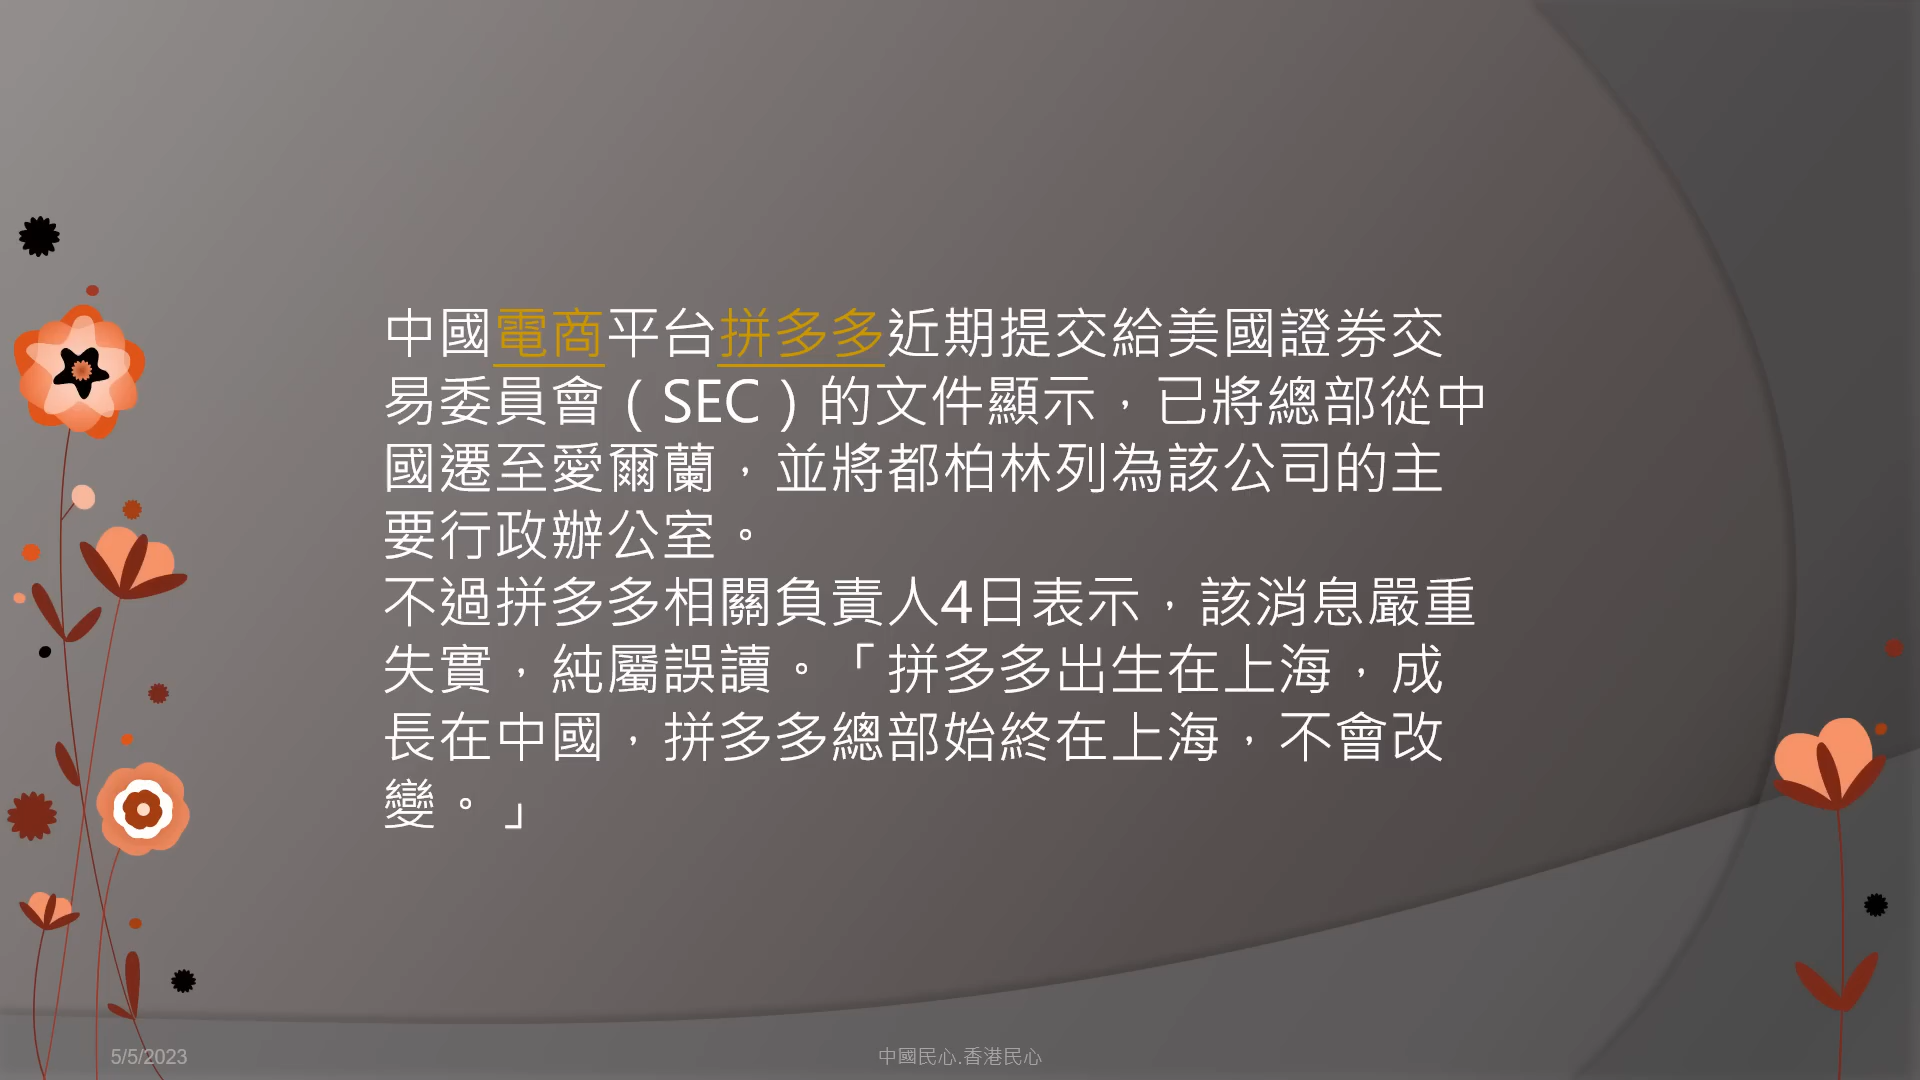 中國電商平台拼多多近期提交給美國證券交
易委員會（SEC）的文件顯示，已將總部從中
國遷至愛爾蘭，並將都柏林列為該公司的主
要行政辦公室。
不過拼多多相關負責人4日表示，該消息嚴重
失實，純屬誤讀。「拼多多出生在上海，成
長在中國，拼多多總部始終在上海，不會改
變。」
5/5/2023
中國民心.香港民心